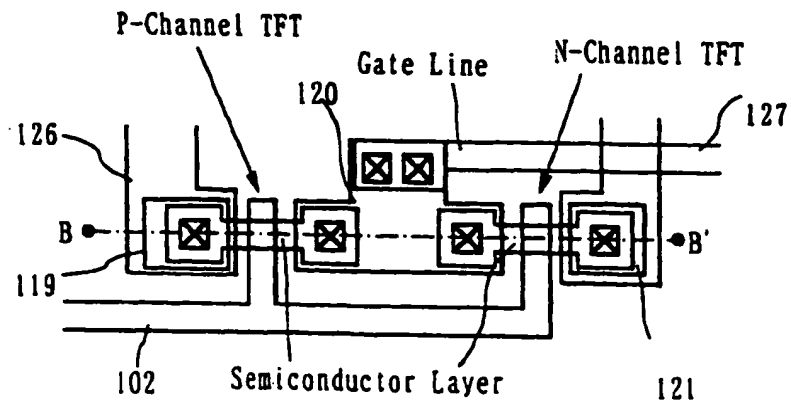 P-Channel TFT
Gate Line
N-Channel TFT
120
127
126
B
B'
119
102
Semiconductor Layer
121